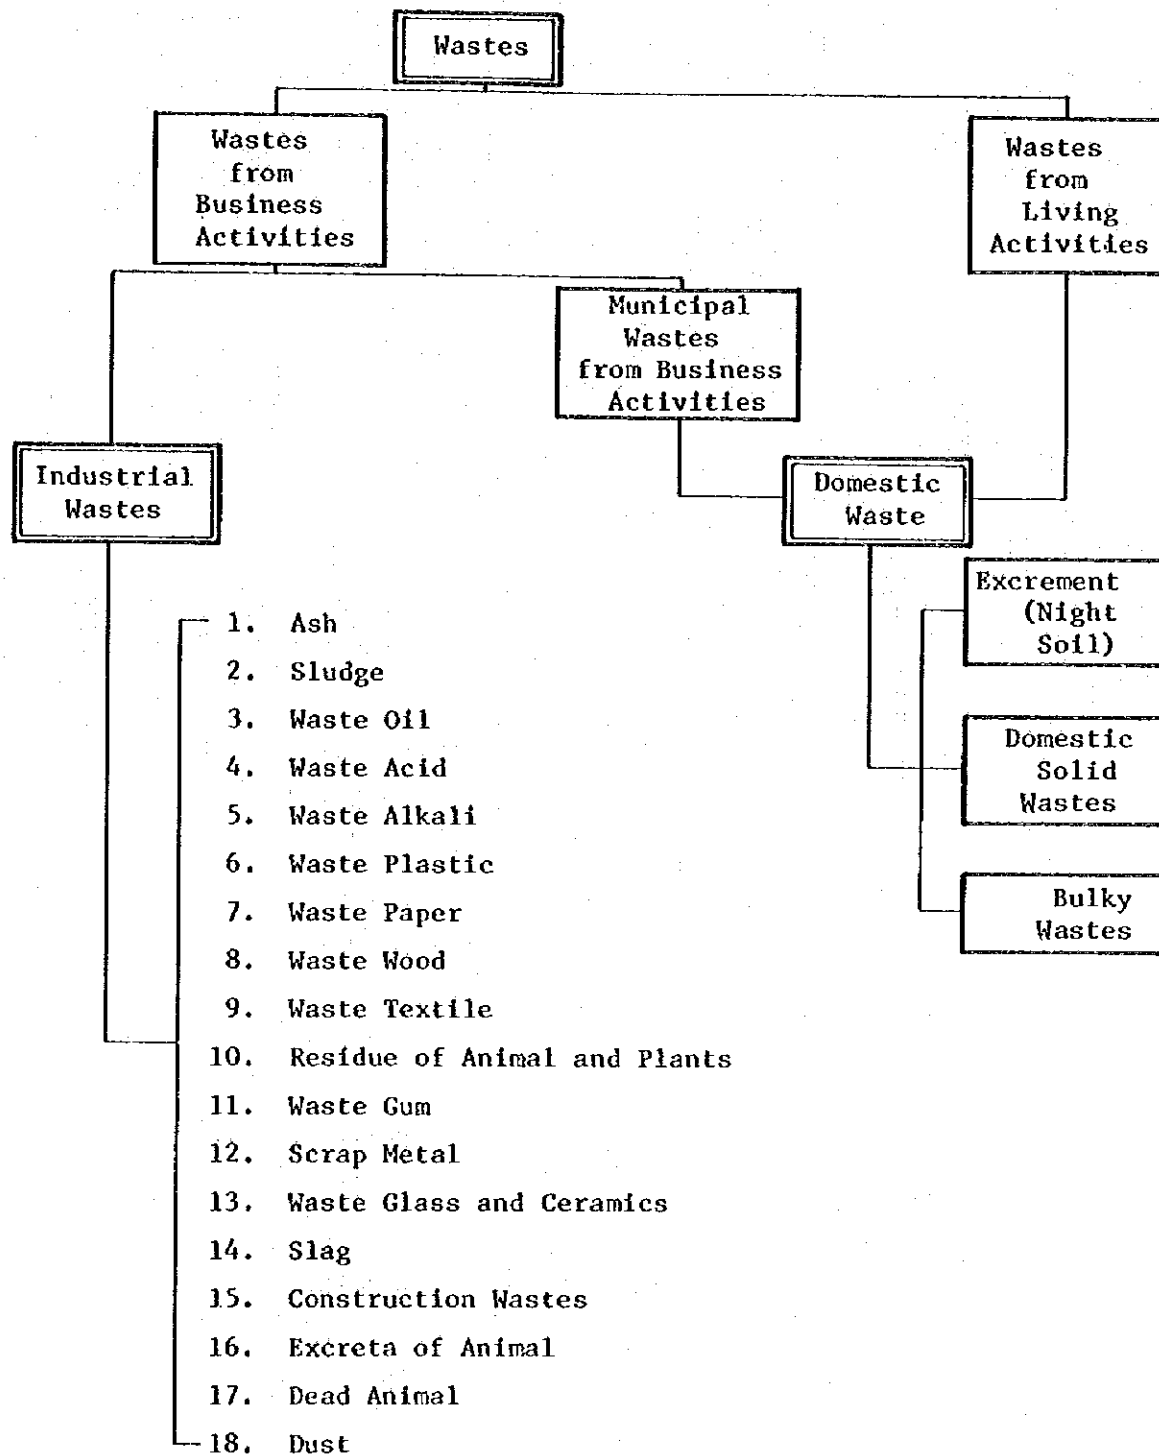 Wastes
Wastes
from
Business
Activities
Wastes
from
Living
Activities
Municipal
Wastes
from Business
Activities
Industrial
Wastes
Domestic
Waste
Excrement
(Night
Soil)
Domestic
Solid
Wastes
Bulky
Wastes
1. Ash
2. Sludge
3. Waste Oil
4. Waste Acid
5. Waste Alkali
6. Waste Plastic
7. Waste Paper
8. Waste Wood
9. Waste Textile
10. Residue of Animal and Plants
11. Waste Gum
12. Scrap Metal
13. Waste Glass and Ceramics
14. Slag
15. Construction Wastes
16. Excreta of Animal
17. Dead Animal
18. Dust